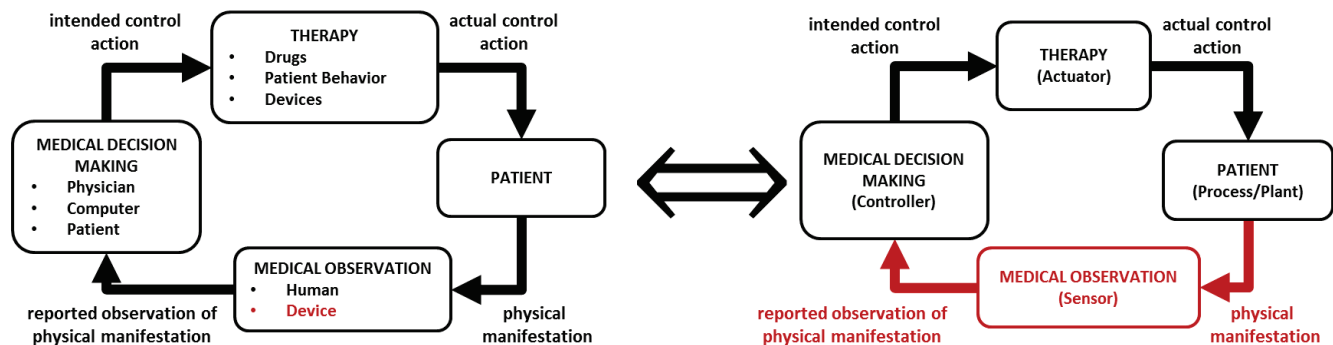 intended control
action
THERAPY
• Drugs
• Patient Behavior
• Devices
actual control
action
MEDICAL DECISION
MAKING
• Physician
• Computer
• Patient
PATIENT
MEDICAL OBSERVATION
• Human
• Device
reported observation of
physical manifestation
physical
manifestation
intended control
action
THERAPY
(Actuator)
actual control
action
MEDICAL DECISION
MAKING
(Controller)
PATIENT
(Process/Plant)
MEDICAL OBSERVATION
(Sensor)
reported observation of
physical manifestation
physical
manifestation